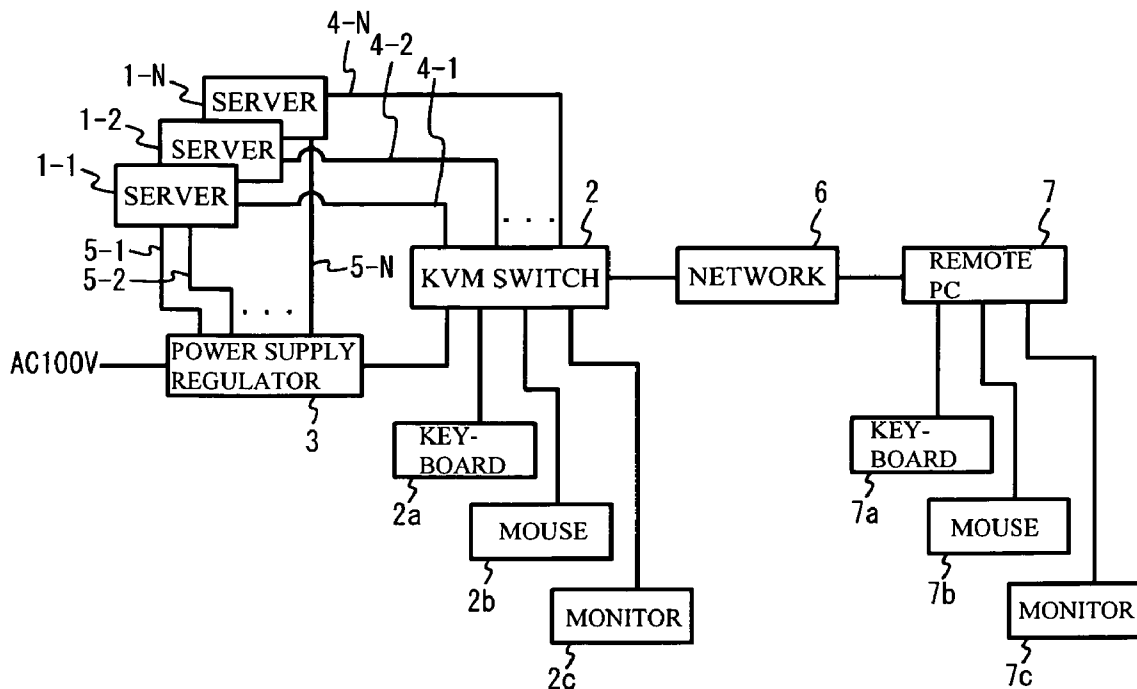 4-N
4-2
4-1
1-N
SERVER
1-2
SERVER
1-1
SERVER
. . .
2
6
7
5-1
5-2
5-N
. . .
KVM SWITCH
NETWORK
REMOTE
PC
AC100V
POWER SUPPLY
REGULATOR
3
KEY-
BOARD
2a
KEY-
BOARD
7a
MOUSE
2b
MOUSE
7b
MONITOR
2c
MONITOR
7c